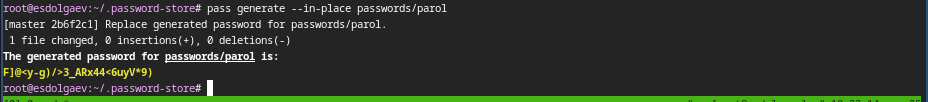 root@esdolgaev:~/.password-store# pass generate --in-place passwords/parol
[master 2b6f2c1] Replace generated password for passwords/parol.
1 file changed, 0 insertions(+), 0 deletions(-)
The generated password for passwords/parol is:
F]@<y-g)/>3_ARx44<6uyV*9)
root@esdolgaev:~/.password-store#